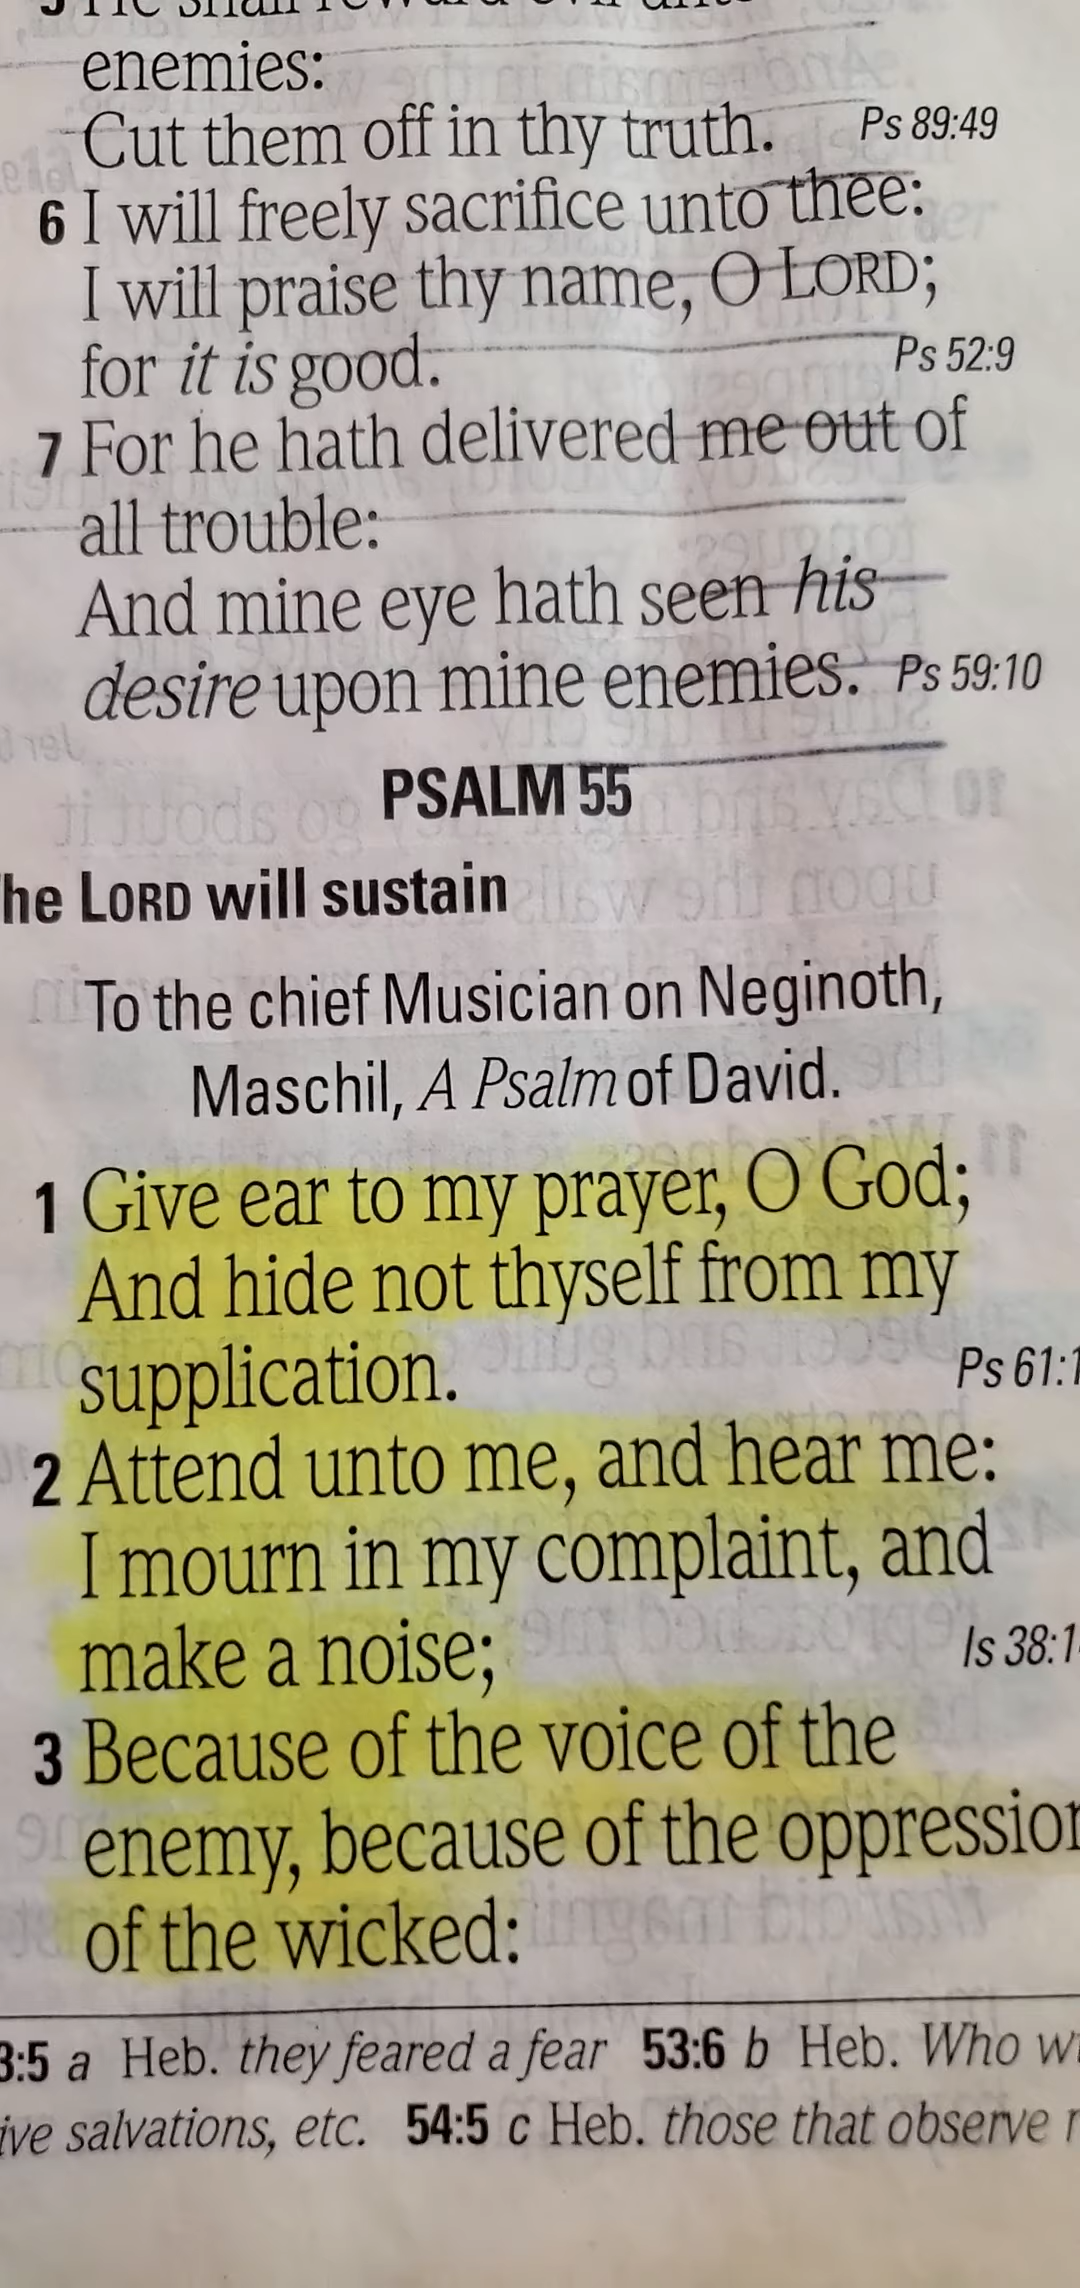 5 He shall reward evil unto
enemies:
Cut them off in thy truth. Ps 89:49
6 I will freely sacrifice unto thee:
I will praise thy name, O LORD;
for it is good. Ps 52:9
7 For he hath delivered me out of
all trouble:
And mine eye hath seen his
desire upon mine enemies. Ps 59:10
PSALM 55
he LORD will sustain
To the chief Musician on Neginoth,
Maschil, A Psalm of David.
1 Give ear to my prayer, O God;
And hide not thyself from my
supplication. Ps 61:1
2 Attend unto me, and hear me:
I mourn in my complaint, and
make a noise; Is 38:1
3 Because of the voice of the
enemy, because of the oppression
of the wicked:
3:5 a Heb. they feared a fear 53:6 b Heb. Who wi
ive salvations, etc. 54:5 c Heb. those that observe